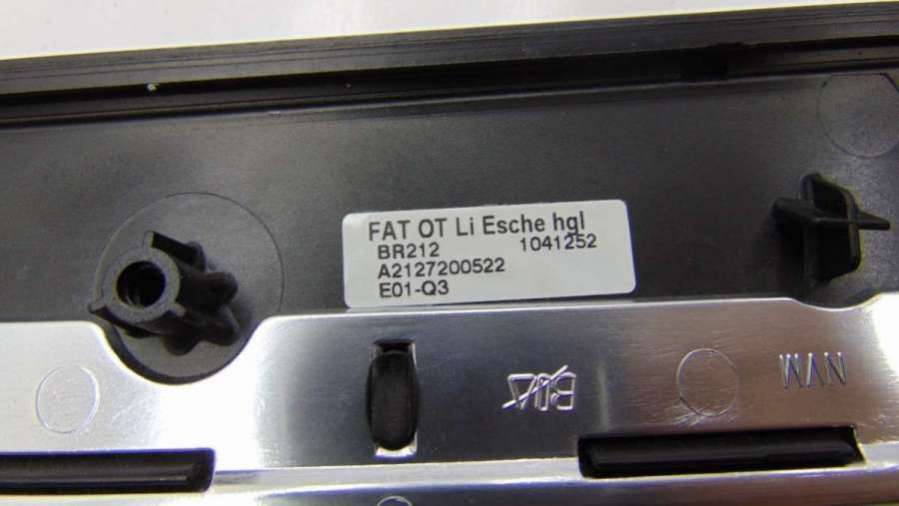 FAT OT Li Esche hgl
BR212 1041252
A2127200522
E01-Q3